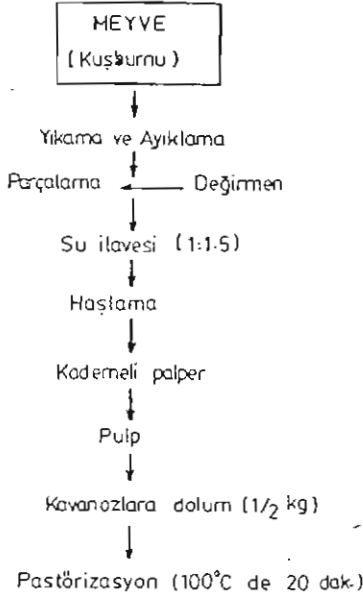 MEYVE
(Kuşburnu)
Yıkama ve Ayıklama
Parçalama Değirmen
Su ilavesi (1:1.5)
Haşlama
Kademeli palper
Pulp
Kavanozlara dolum (1/2 kg)
Pastörizasyon (100°C de 20 dak.)